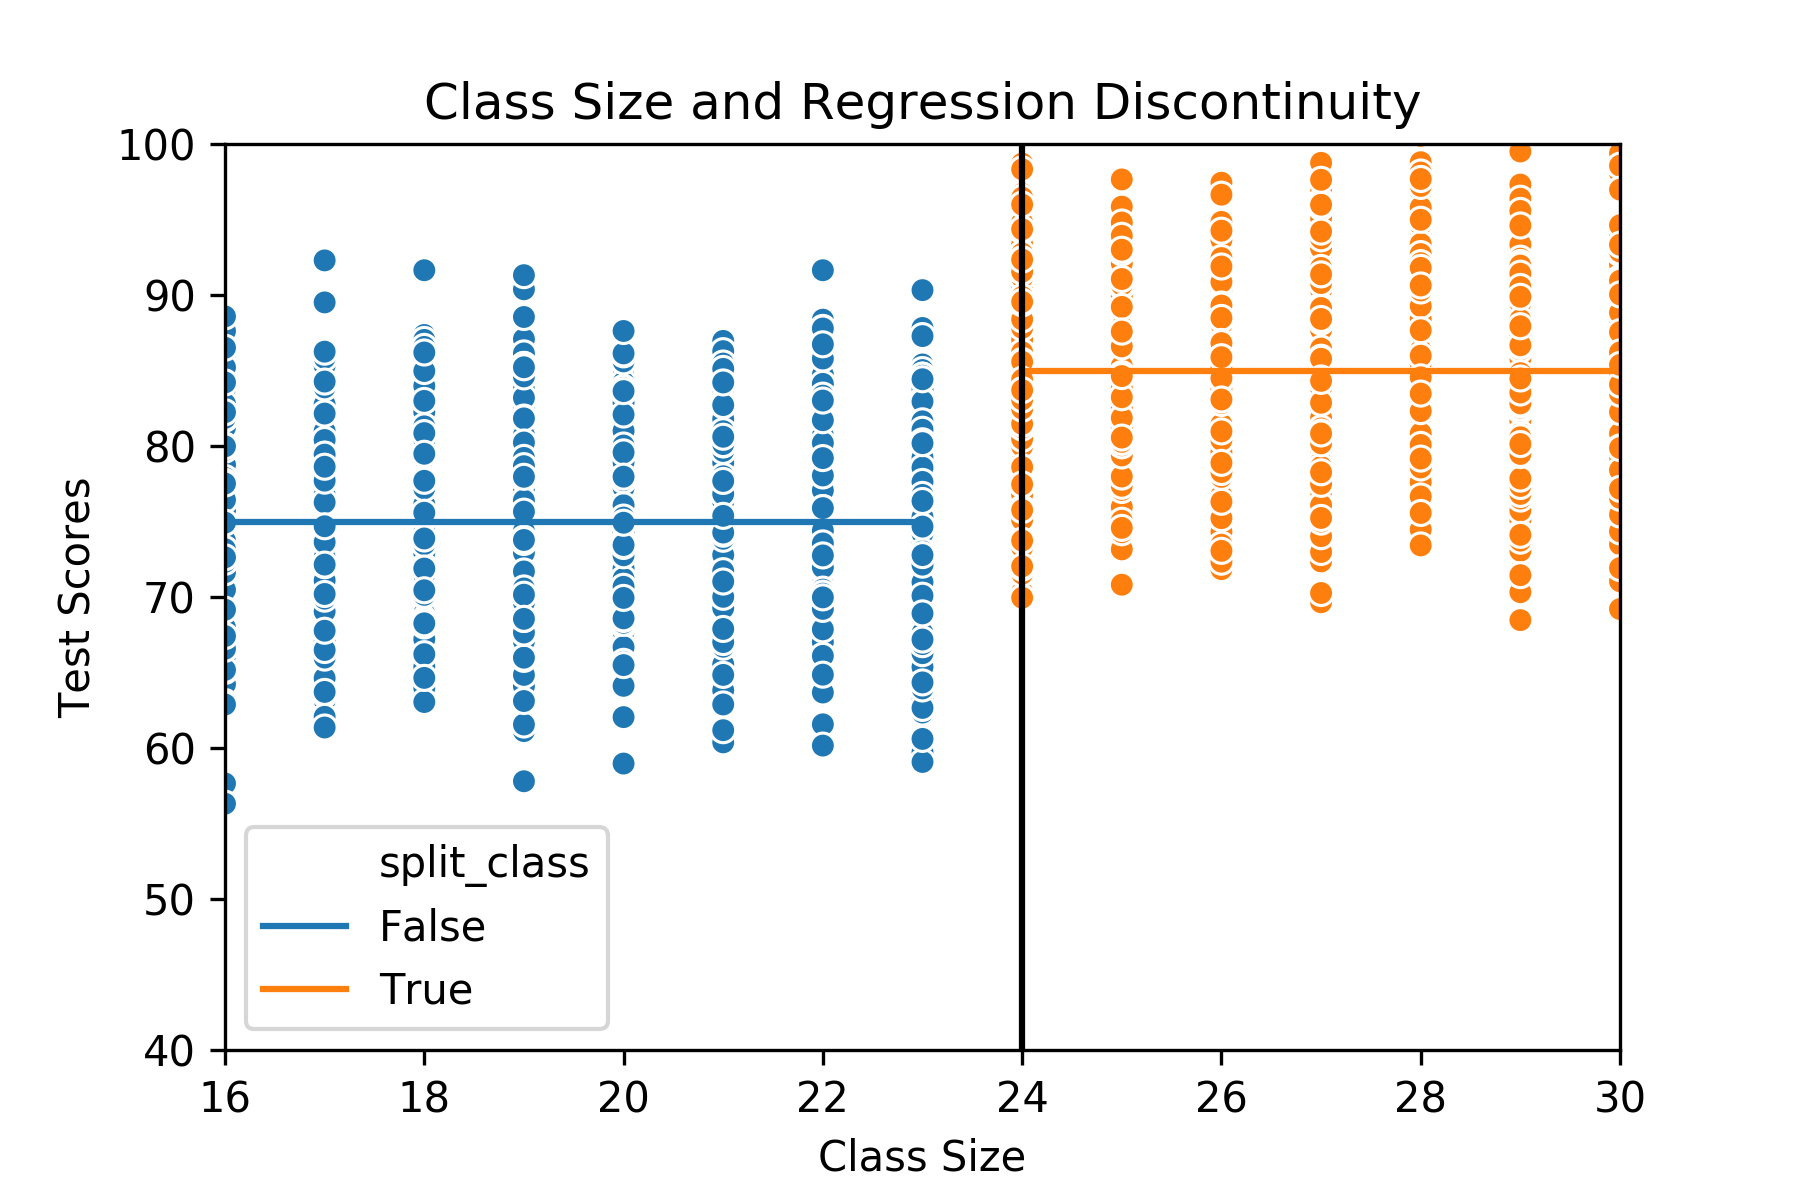 Class Size and Regression Discontinuity
100
90
80
70
60
50
40
Test Scores
split_class
False
True
16 18 20 22 24 26 28 30
Class Size